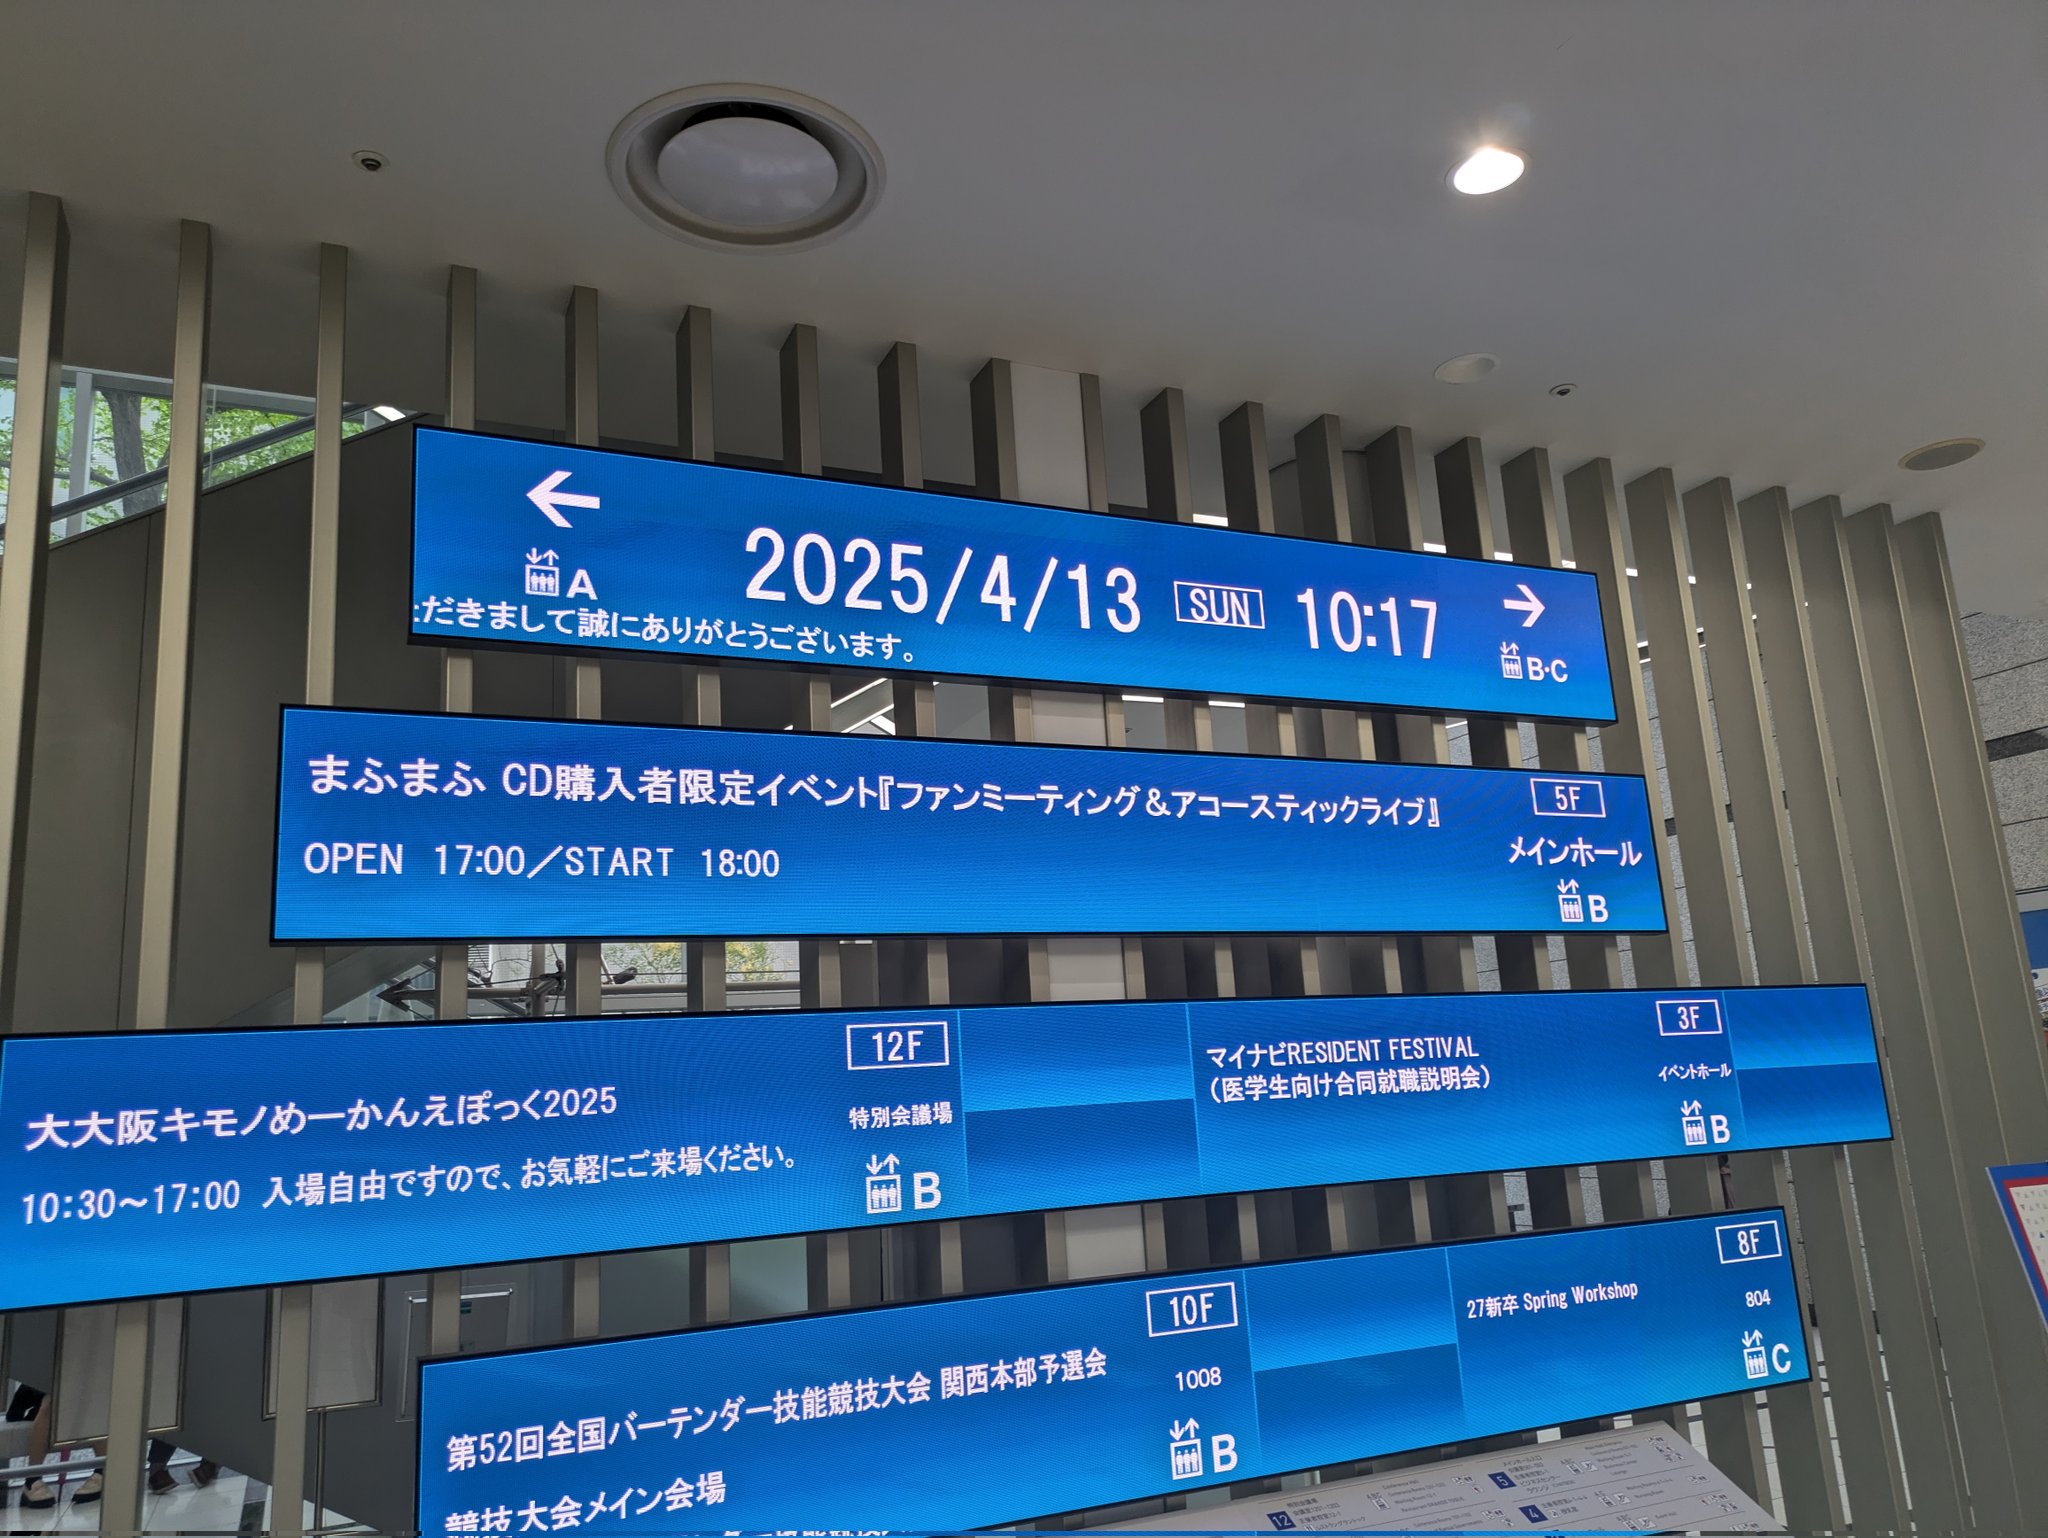 2025/4/13 SUN 10:17
A
B・C
だきまして誠にありがとうございます。
まふまふ CD購入者限定イベント『ファンミーティング＆アコースティックライブ』
OPEN 17:00／START 18:00
5F
メインホール
B
大大阪キモノめーかんえぽっく2025
10:30～17:00 入場自由ですので、お気軽にご来場ください。
12F
特別会議場
B
マイナビRESIDENT FESTIVAL
（医学生向け合同就職説明会）
3F
イベントホール
B
第52回全国バーテンダー技能競技大会 関西本部予選会
競技大会メイン会場
10F
1008
B
27新卒 Spring Workshop
8F
804
C
12
5
メインホール
4